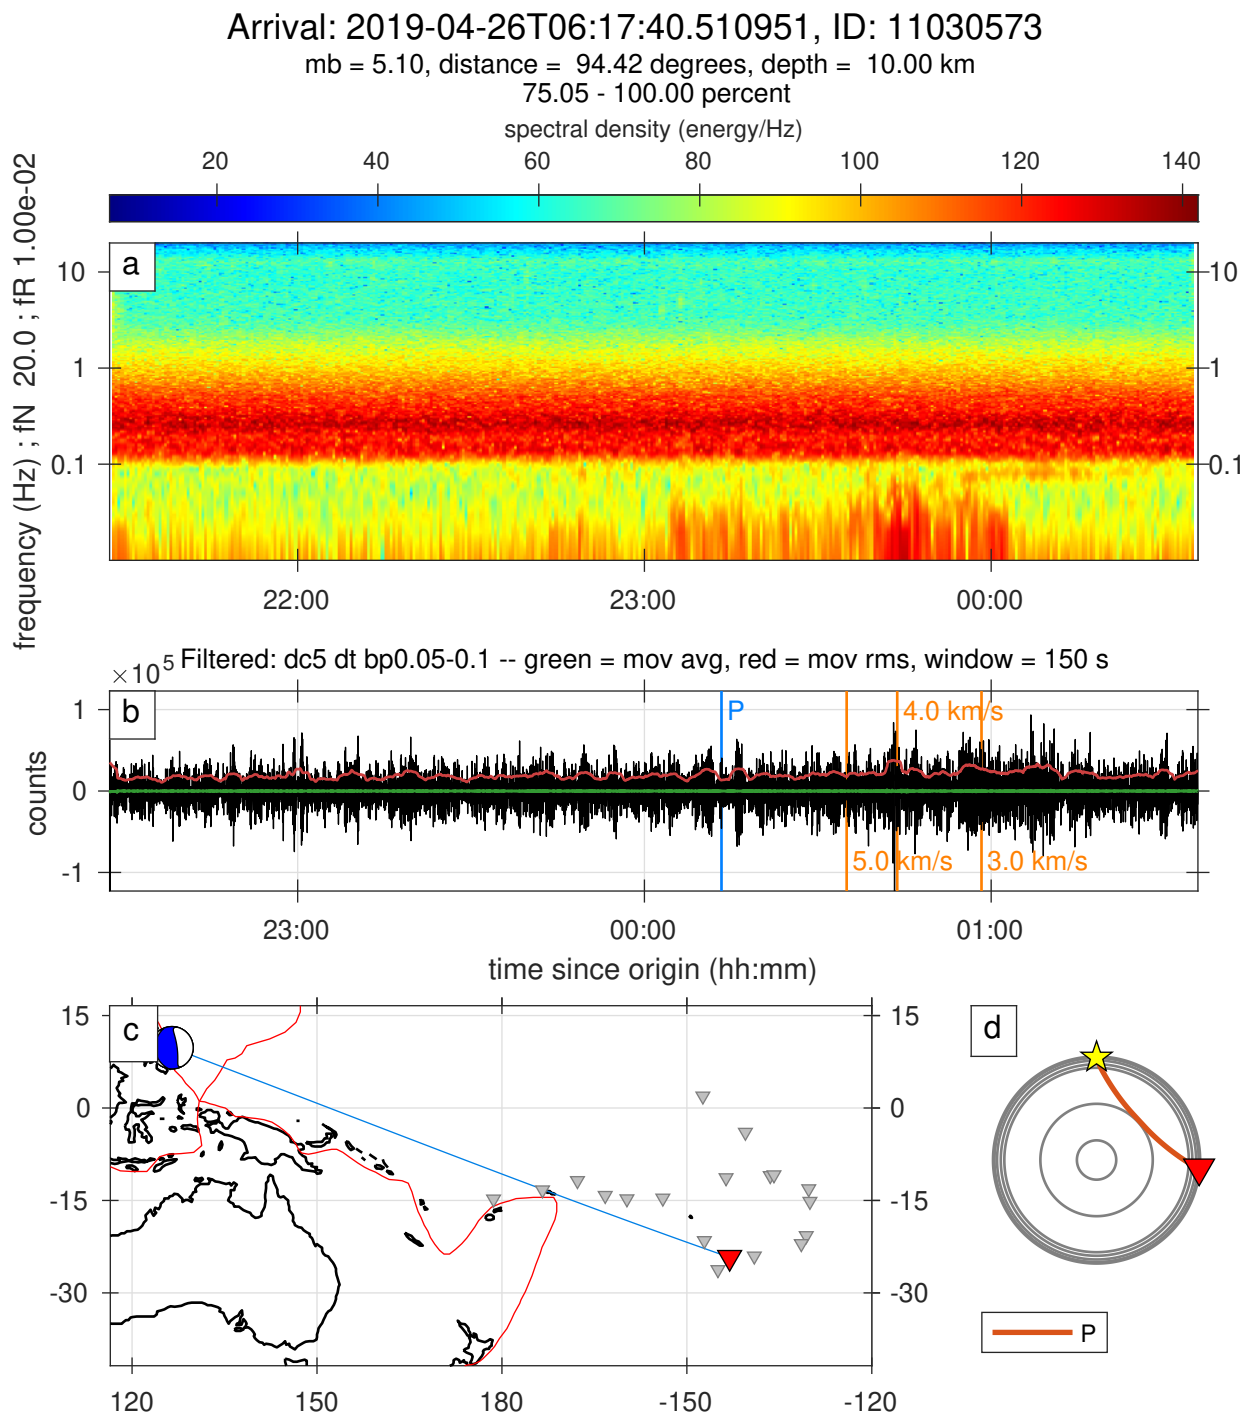 Arrival: 2019-04-26T06:17:40.510951, ID: 11030573
mb = 5.10, distance =  94.42 degrees, depth =  10.00 km
75.05 - 100.00 percent
spectral density (energy/Hz)
20 40 60 80 100 120 140
frequency (Hz) ; fN  20.0 ; fR 1.00e-02
a
10 10
1 1
0.1 0.1
22:00 23:00 00:00
×10^5 Filtered: dc5 dt bp0.05-0.1 -- green = mov avg, red = mov rms, window = 150 s
b
counts
1
0
-1
P
4.0 km/s
5.0 km/s
3.0 km/s
23:00 00:00 01:00
time since origin (hh:mm)
c
15 15
0 0
-15 -15
-30 -30
120 150 180 -150 -120
d
P